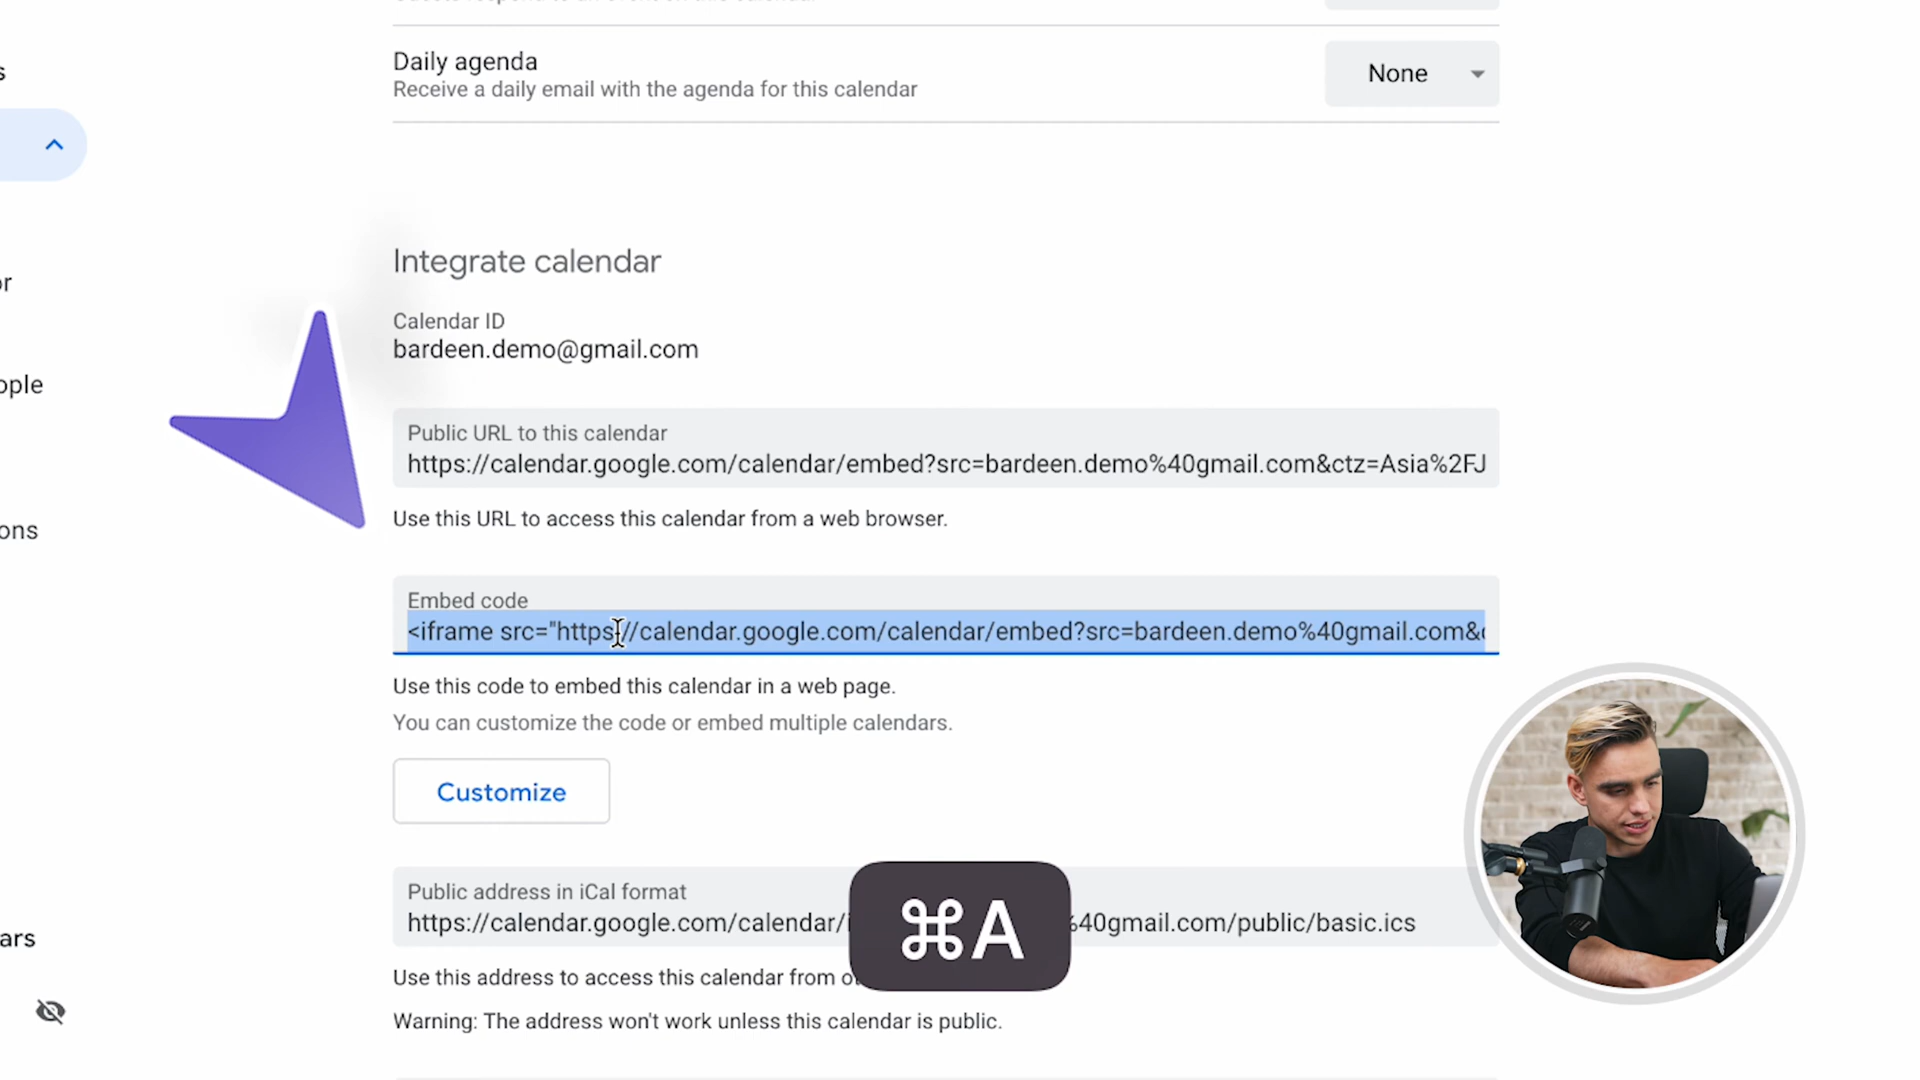 Daily agenda
None
Receive a daily email with the agenda for this calendar
Integrate calendar
Calendar ID
bardeen.demo@gmail.com
ople
Public URL to this calendar
https://calendar.google.com/calendar/embed?src=bardeen.demo%40gmail.com&ctz=Asia%2FJ
Use this URL to access this calendar from a web browser.
ons
Embed code
<iframe src="https://calendar.google.com/calendar/embed?src=bardeen.demo%40gmail.com&c
Use this code to embed this calendar in a web page.
You can customize the code or embed multiple calendars.
Customize
Public address in iCal format
https://calendar.google.com/calendar/i %40gmail.com/public/basic.ics
⌘A
ars
Use this address to access this calendar from o
Warning: The address won't work unless this calendar is public.